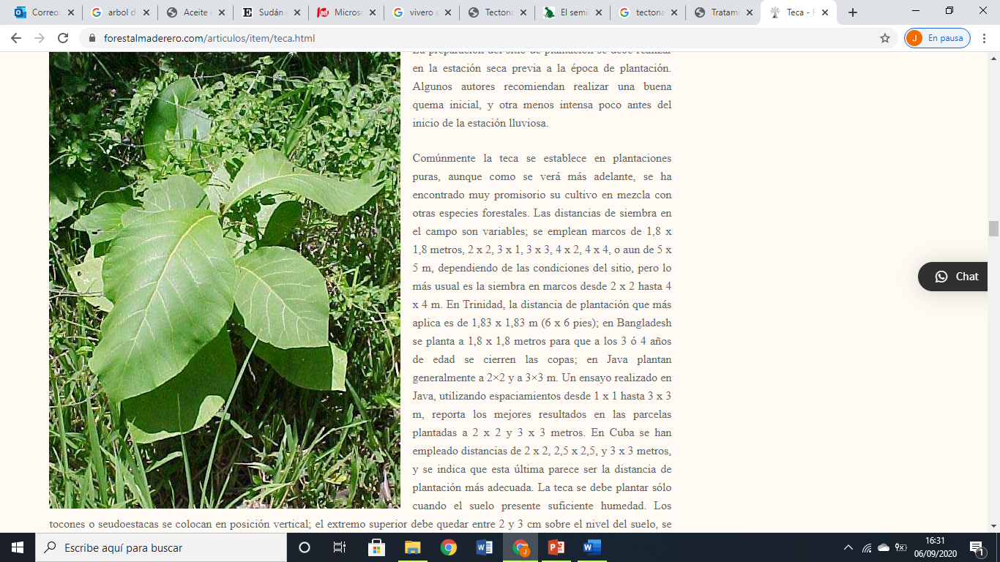 Correo:
arbol d
Aceite
Sudán
Micros
vivero
Tectona
El semil
tectona
Tratami
Teca - F
forestalmaderero.com/articulos/item/teca.html
En pausa
J
La preparación del sitio de plantación se debe realizar
en la estación seca previa a la época de plantación.
Algunos autores recomiendan realizar una buena
quema inicial, y otra menos intensa poco antes del
inicio de la estación lluviosa.
Comúnmente la teca se establece en plantaciones
puras, aunque como se verá más adelante, se ha
encontrado muy promisorio su cultivo en mezcla con
otras especies forestales. Las distancias de siembra en
el campo son variables; se emplean marcos de 1,8 x
1,8 metros, 2 x 2, 3 x 1, 3 x 3, 4 x 2, 4 x 4, o aun de 5 x
5 m, dependiendo de las condiciones del sitio, pero lo
más usual es la siembra en marcos desde 2 x 2 hasta 4
x 4 m. En Trinidad, la distancia de plantación que más
aplica es de 1,83 x 1,83 m (6 x 6 pies); en Bangladesh
se planta a 1,8 x 1,8 metros para que a los 3 ó 4 años
de edad se cierren las copas; en Java plantan
generalmente a 2×2 y a 3×3 m. Un ensayo realizado en
Java, utilizando espaciamientos desde 1 x 1 hasta 3 x 3
m, reporta los mejores resultados en las parcelas
plantadas a 2 x 2 y 3 x 3 metros. En Cuba se han
empleado distancias de 2 x 2, 2,5 x 2,5, y 3 x 3 metros,
y se indica que esta última parece ser la distancia de
plantación más adecuada. La teca se debe plantar sólo
cuando el suelo presente suficiente humedad. Los
tocones o seudoestacas se colocan en posición vertical; el extremo superior debe quedar entre 2 y 3 cm sobre el nivel del suelo, se
Chat
Escribe aquí para buscar
16:31
06/09/2020
1